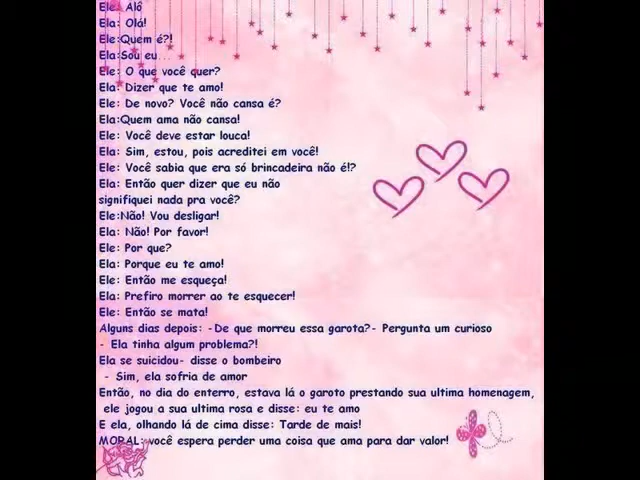 Ele: Alô
Ela: Olá!
Ele:Quem é?!
Ela:Sou eu...
Ele: O que você quer?
Ela: Dizer que te amo!
Ele: De novo? Você não cansa é?
Ela:Quem ama não cansa!
Ele: Você deve estar louca!
Ela: Sim, estou, pois acreditei em você!
Ele: Você sabia que era só brincadeira não é!?
Ela: Então quer dizer que eu não
signifiquei nada pra você?
Ele:Não! Vou desligar!
Ela: Não! Por favor!
Ele: Por que?
Ela: Porque eu te amo!
Ele: Então me esqueça!
Ela: Prefiro morrer ao te esquecer!
Ele: Então se mata!
Alguns dias depois: -De que morreu essa garota?- Pergunta um curioso
- Ela tinha algum problema?!
Ela se suicidou- disse o bombeiro
- Sim, ela sofria de amor
Então, no dia do enterro, estava lá o garoto prestando sua ultima homenagem,
ele jogou a sua ultima rosa e disse: eu te amo
E ela, olhando lá de cima disse: Tarde de mais!
MORAL: você espera perder uma coisa que ama para dar valor!